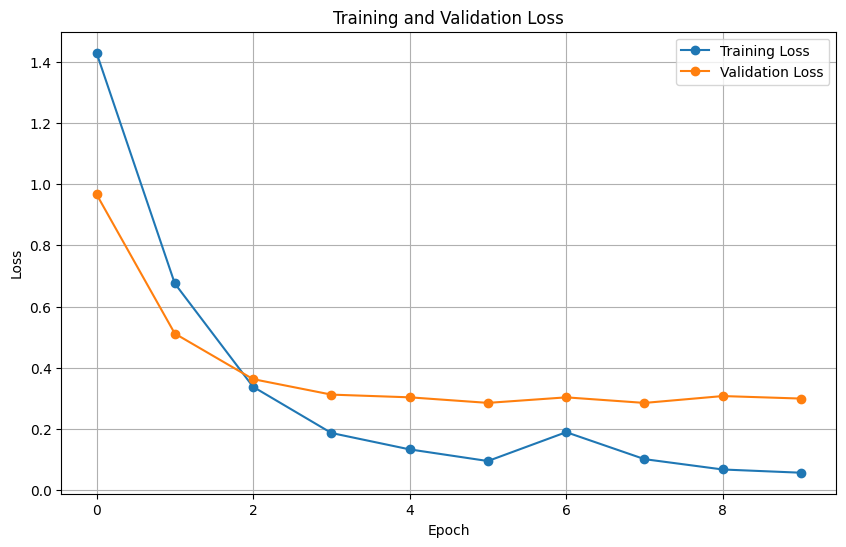 Training and Validation Loss
Training Loss
Validation Loss
1.4
1.2
1.0
0.8
0.6
0.4
0.2
0.0
Loss
0 2 4 6 8
Epoch